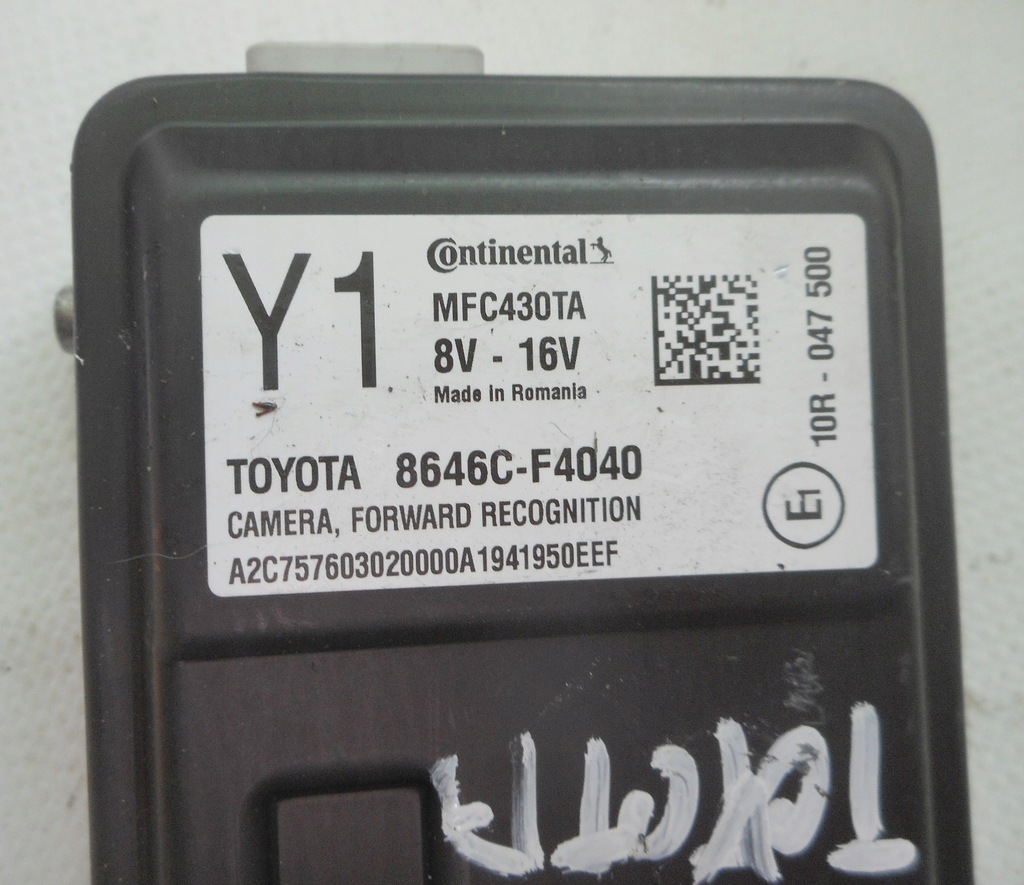 Y1
Continental
MFC430TA
8V - 16V
Made in Romania
TOYOTA 8646C-F4040
CAMERA, FORWARD RECOGNITION
A2C757603020000A1941950EEF
10R - 047 500
E1